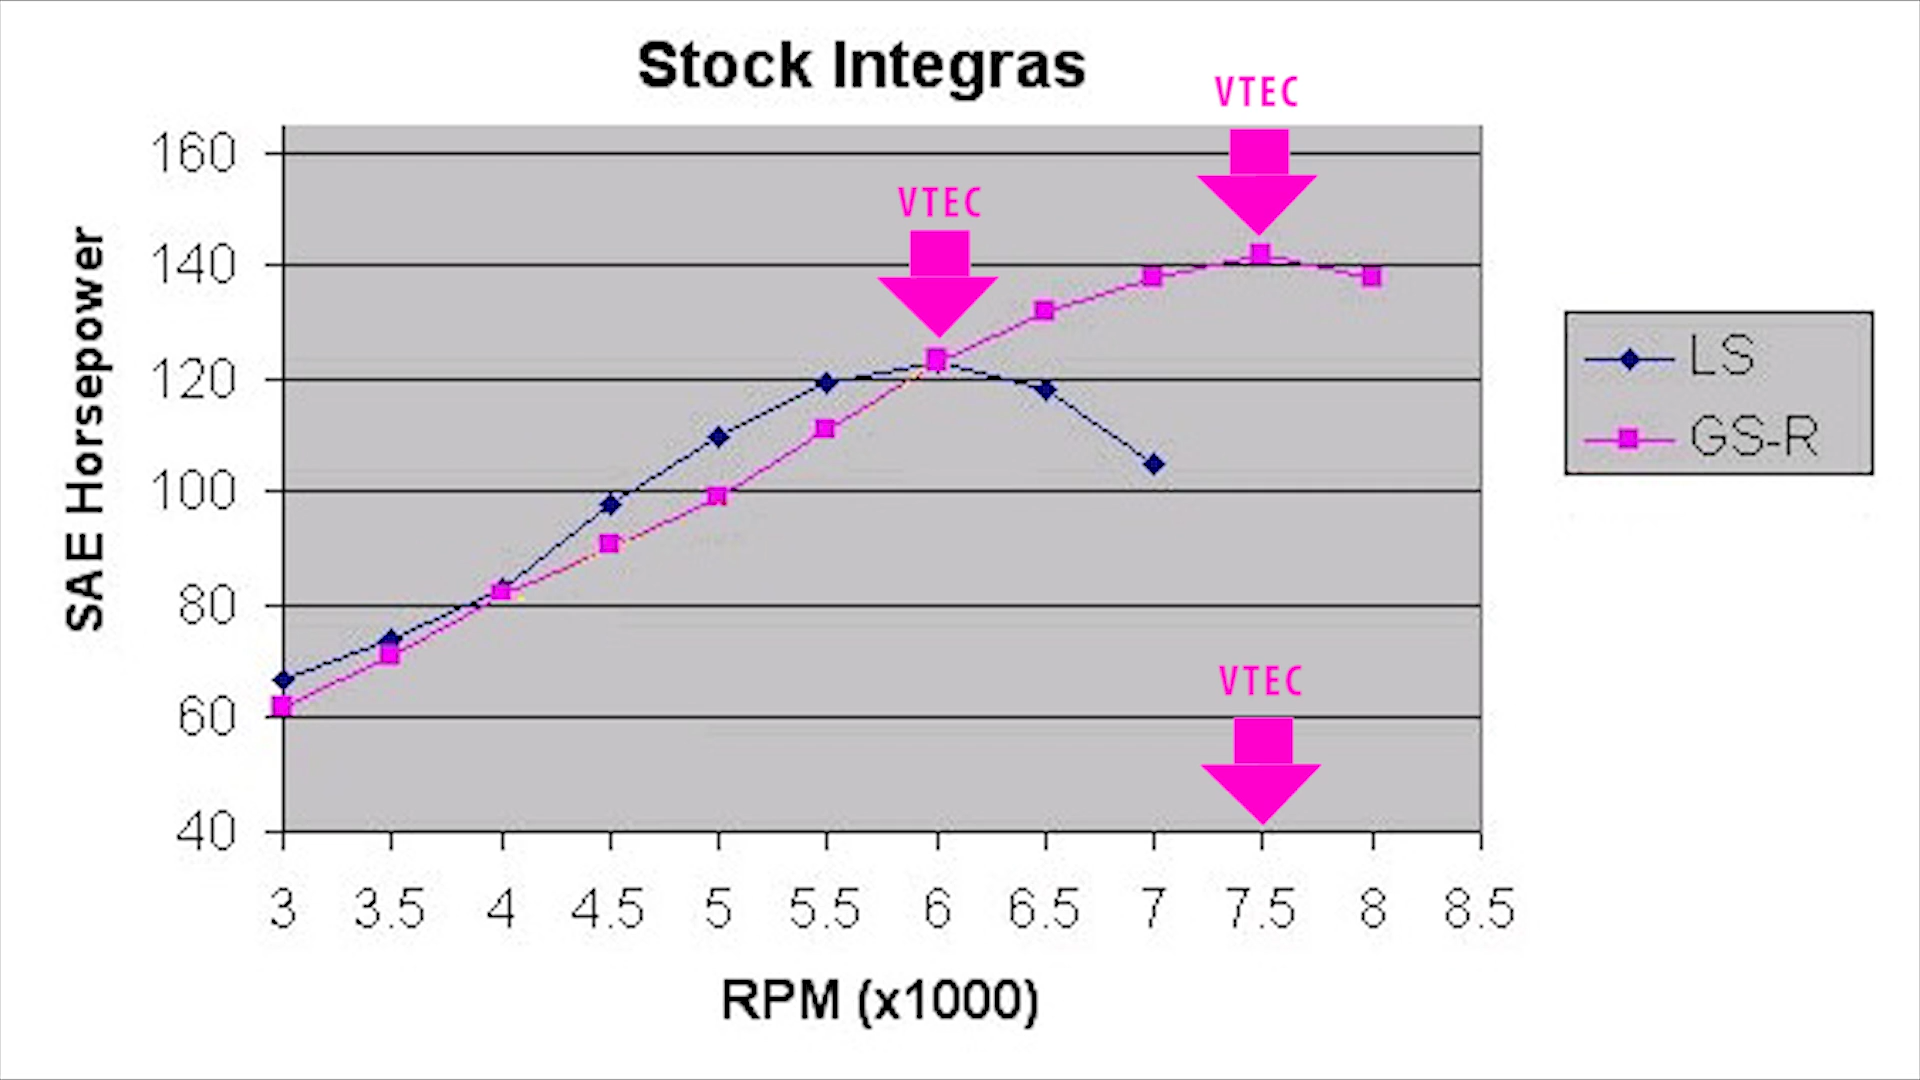 Stock Integras
VTEC
160
VTEC
140
120
100
80
VTEC
60
40
SAE Horsepower
3 3.5 4 4.5 5 5.5 6 6.5 7 7.5 8 8.5
RPM (x1000)
LS
GS-R